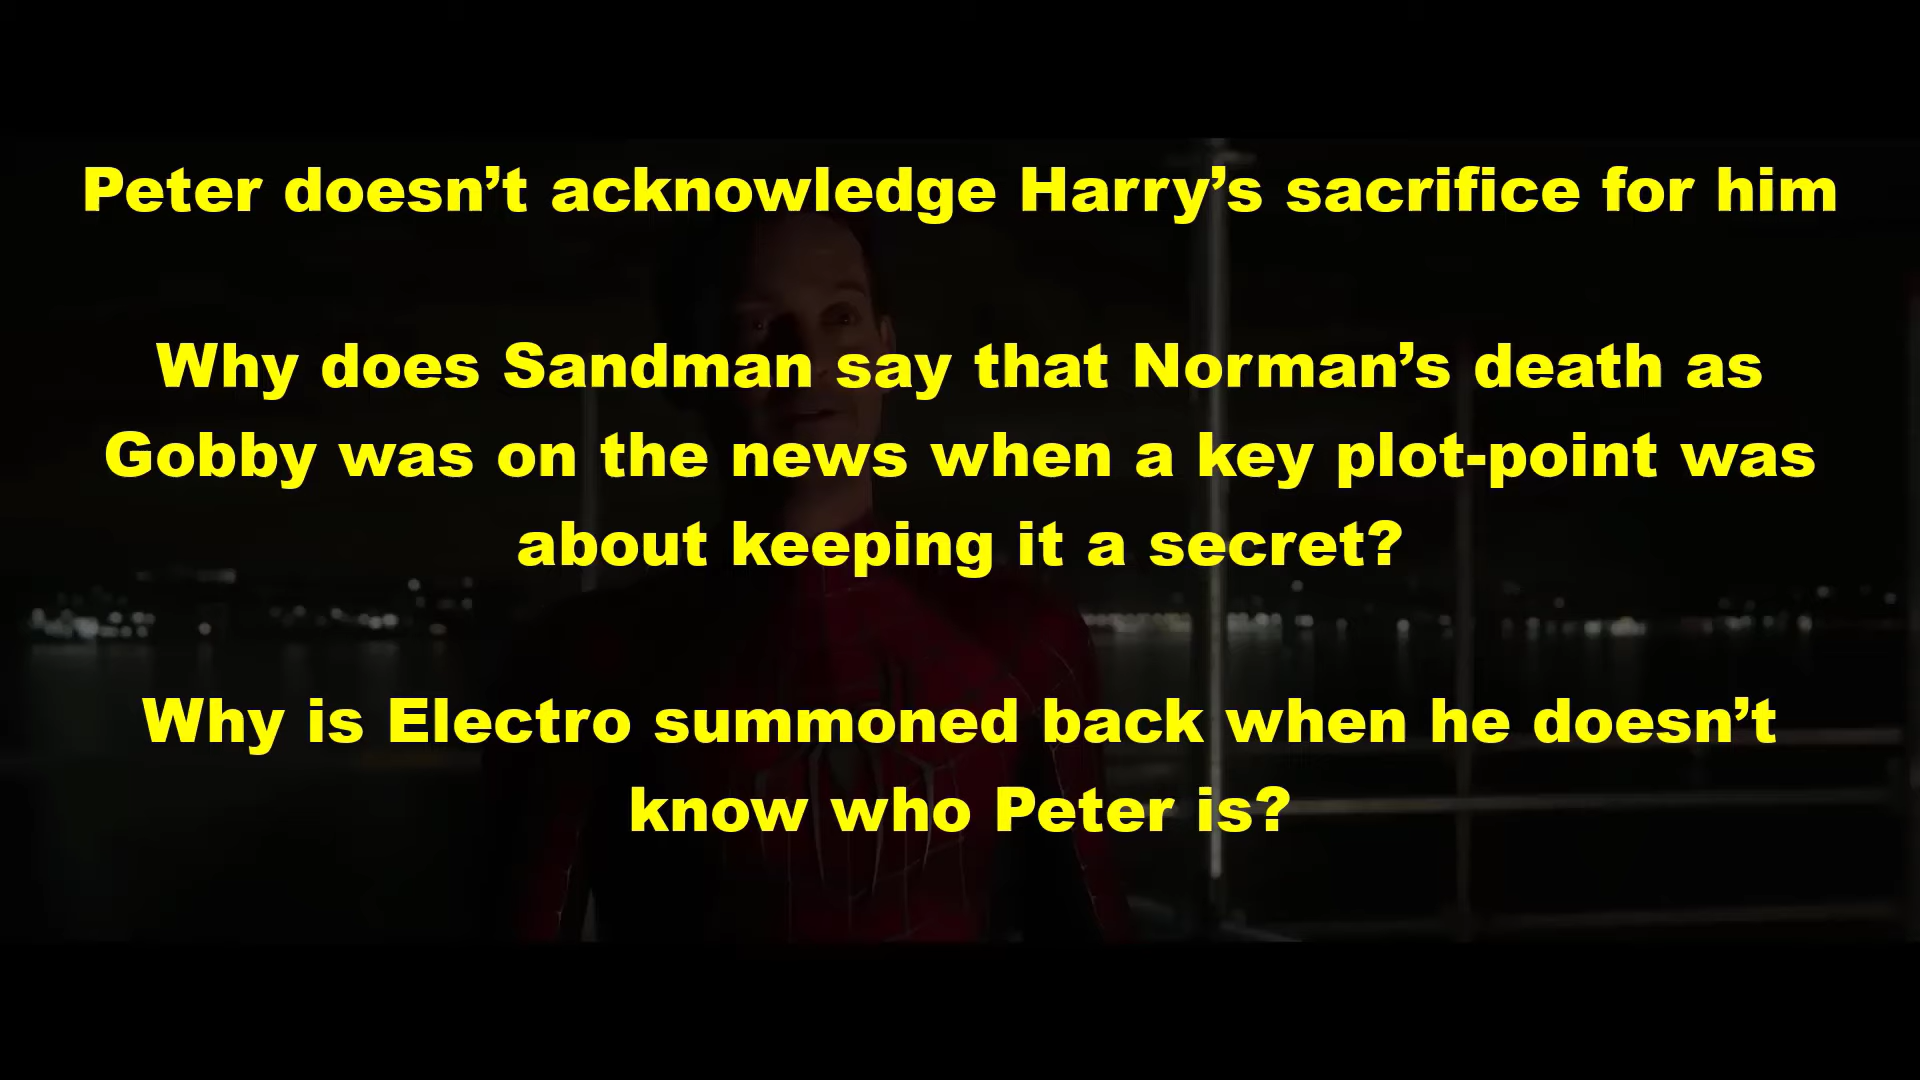 Peter doesn’t acknowledge Harry’s sacrifice for him
Why does Sandman say that Norman’s death as
Gobby was on the news when a key plot-point was
about keeping it a secret?
Why is Electro summoned back when he doesn’t
know who Peter is?